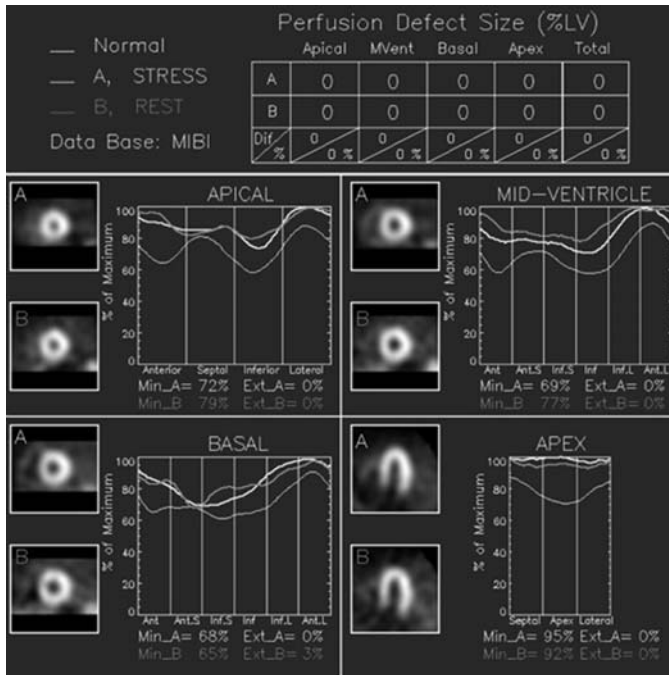 Perfusion Defect Size (%LV)
Normal
A, STRESS
B, REST
Data Base: MIBI
Apical MVent Basal Apex Total
A 0 0 0 0 0
B 0 0 0 0 0
Dif % 0 0 % 0 0 % 0 0 % 0 0 % 0 0 %
A
B
APICAL
% of Maximum
100
80
60
40
20
0
Anterior Septal Inferior Lateral
Min_A= 72% Ext_A= 0%
Min_B 79% Ext_B= 0%
A
B
MID-VENTRICLE
% of Maximum
100
80
60
40
20
0
Ant Ant.S Inf.S Inf Inf.L Ant.L
Min_A= 69% Ext_A= 0%
Min_B 77% Ext_B= 0%
A
B
BASAL
% of Maximum
100
80
60
40
20
0
Ant Ant.S Inf.S Inf Inf.L Ant.L
Min_A= 68% Ext_A= 0%
Min_B 65% Ext_B= 3%
A
B
APEX
% of Maximum
100
80
60
40
20
0
Septal Apex Lateral
Min_A= 95% Ext_A= 0%
Min_B= 92% Ext_B= 0%